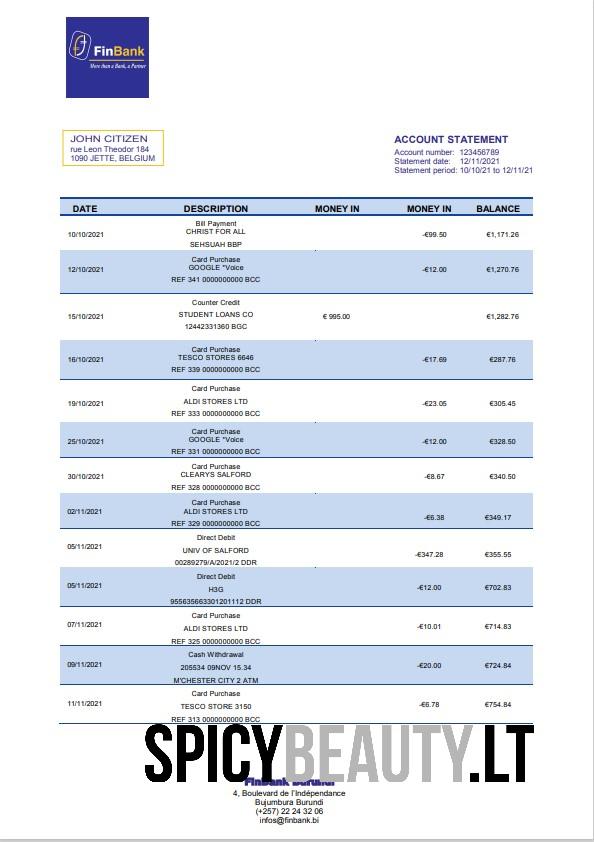 FinBank
More than a Bank, a Partner
JOHN CITIZEN
rue Leon Theodor 184
1090 JETTE, BELGIUM
ACCOUNT STATEMENT
Account number: 123456789
Statement date: 12/11/2021
Statement period: 10/10/21 to 12/11/21
DATE DESCRIPTION MONEY IN MONEY IN BALANCE
Bill Payment
CHRIST FOR ALL
10/10/2021 -€99.50 €1,171.26
SEHSUAH BBP
Card Purchase
GOOGLE "Voice
12/10/2021 -€12.00 €1,270.76
REF 341 0000000000 BCC
Counter Credit
STUDENT LOANS CO
15/10/2021 € 995.00 €1,282.76
12442331360 BGC
Card Purchase
TESCO STORES 6646
16/10/2021 -€17.69 €287.76
REF 339 0000000000 BCC
Card Purchase
ALDI STORES LTD
19/10/2021 -€23.05 €305.45
REF 333 0000000000 BCC
Card Purchase
GOOGLE "Voice
25/10/2021 -€12.00 €328.50
REF 331 0000000000 BCC
Card Purchase
CLEARYS SALFORD
30/10/2021 -€8.67 €340.50
REF 328 0000000000 BCC
Card Purchase
02/11/2021 ALDI STORES LTD
-€6.38 €349.17
REF 329 0000000000 BCC
Direct Debit
05/11/2021 UNIV OF SALFORD -€347.28 €355.55
00289279/A/2021/2 DDR
Direct Debit
05/11/2021 H3G -€12.00 €702.83
955635663301201112 DDR
Card Purchase
07/11/2021 ALDI STORES LTD -€10.01 €714.83
REF 325 0000000000 BCC
Cash Withdrawal
09/11/2021 205534 09NOV 15.34 -€20.00 €724.84
M'CHESTER CITY 2 ATM
Card Purchase
11/11/2021 TESCO STORE 3150 -€6.78 €754.84
REF 313 0000000000 BCC
SPICYBEAUTY.LT
FinBank Burundi
4, Boulevard de l'Indépendance
Bujumbura Burundi
(+257) 22 24 32 06
infos@finbank.bi